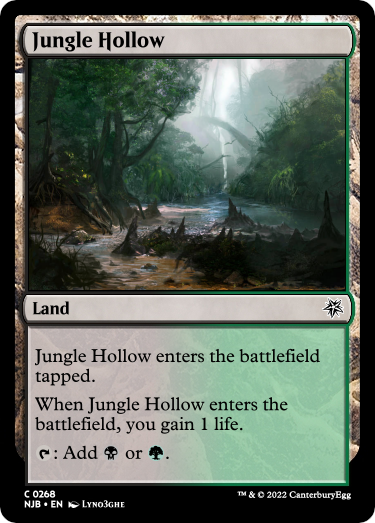 Jungle Hollow
Land
Jungle Hollow enters the battlefield
tapped.
When Jungle Hollow enters the
battlefield, you gain 1 life.
: Add or .
C 0268
NJB • EN Lyno3ghe
™ & © 2022 CanterburyEgg